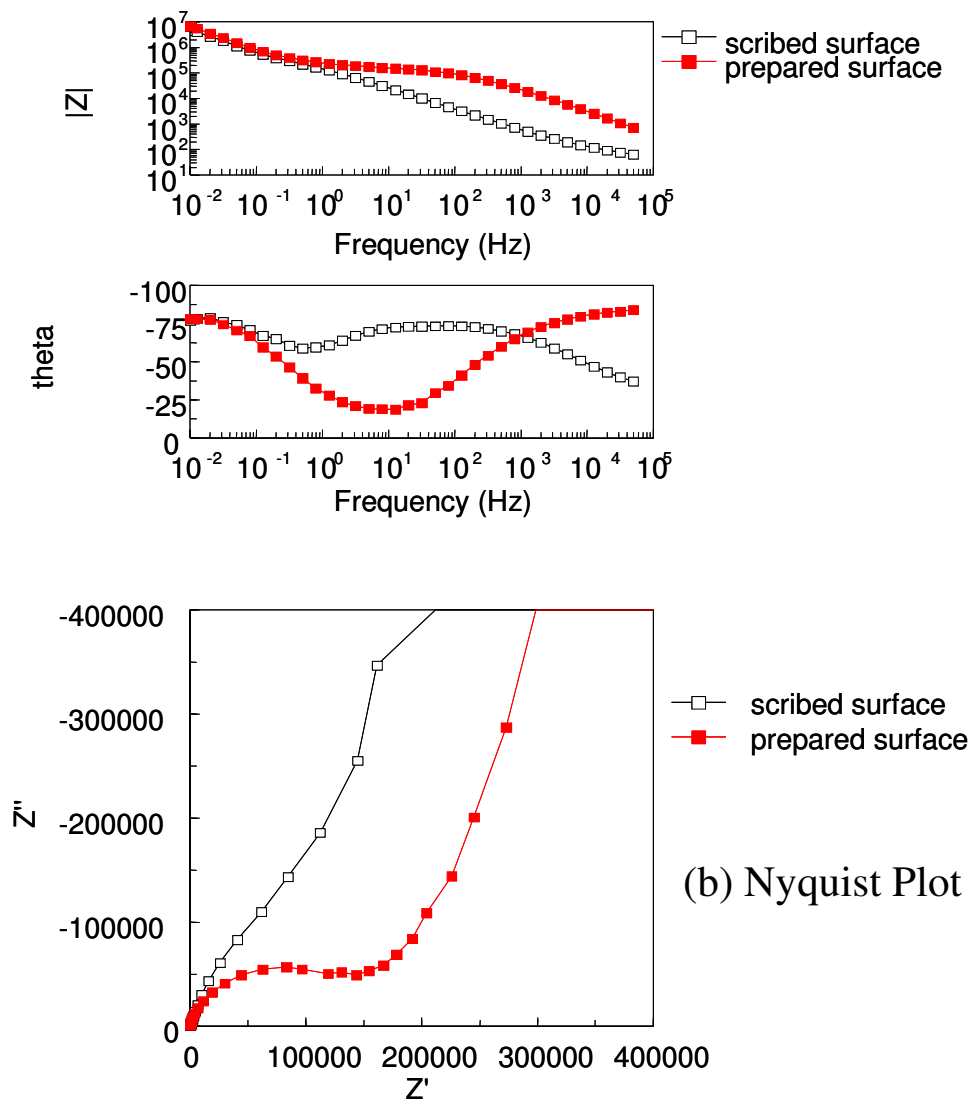 10^7
10^6
10^5
10^4
10^3
10^2
10^1
|Z|
10^-2 10^-1 10^0 10^1 10^2 10^3 10^4 10^5
Frequency (Hz)
scribed surface
prepared surface
-100
-75
-50
-25
0
theta
10^-2 10^-1 10^0 10^1 10^2 10^3 10^4 10^5
Frequency (Hz)
-400000
-300000
-200000
-100000
0
Z''
0 100000 200000 300000 400000
Z'
scribed surface
prepared surface
(b) Nyquist Plot